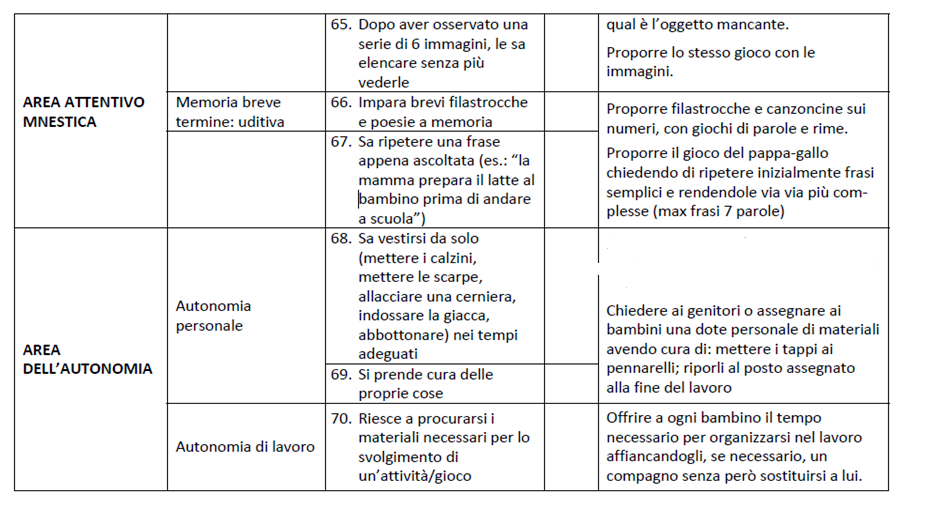 65. Dopo aver osservato una
serie di 6 immagini, le sa
elencare senza più
vederle
qual è l'oggetto mancante.
Proporre lo stesso gioco con le
immagini.
AREA ATTENTIVO
MNESTICA
Memoria breve
termine: uditiva
66. Impara brevi filastrocche
e poesie a memoria
Proporre filastrocche e canzoncine sui
numeri, con giochi di parole e rime.
67. Sa ripetere una frase
appena ascoltata (es.: “la
mamma prepara il latte al
bambino prima di andare
a scuola”)
Proporre il gioco del pappa-gallo
chiedendo di ripetere inizialmente frasi
semplici e rendendole via via più com-
plesse (max frasi 7 parole)
AREA
DELL'AUTONOMIA
Autonomia
personale
68. Sa vestirsi da solo
(mettere i calzini,
mettere le scarpe,
allacciare una cerniera,
indossare la giacca,
abbottonare) nei tempi
adeguati
69. Si prende cura delle
proprie cose
Chiedere ai genitori o assegnare ai
bambini una dote personale di materiali
avendo cura di: mettere i tappi ai
pennarelli; riporli al posto assegnato
alla fine del lavoro
Autonomia di lavoro
70. Riesce a procurarsi i
materiali necessari per lo
svolgimento di
un'attività/gioco
Offrire a ogni bambino il tempo
necessario per organizzarsi nel lavoro
affiancandogli, se necessario, un
compagno senza però sostituirsi a lui.